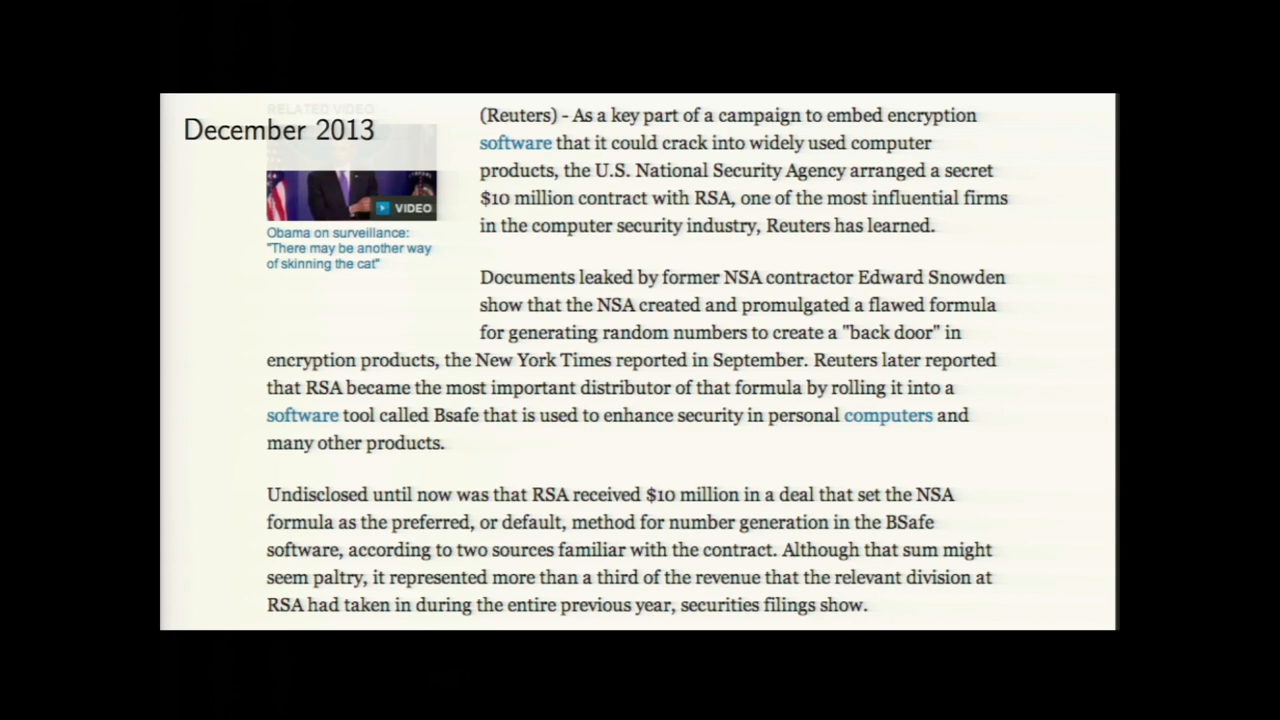 RELATED VIDEO
December 2013
VIDEO
Obama on surveillance:
"There may be another way
of skinning the cat"
(Reuters) - As a key part of a campaign to embed encryption
software that it could crack into widely used computer
products, the U.S. National Security Agency arranged a secret
$10 million contract with RSA, one of the most influential firms
in the computer security industry, Reuters has learned.
Documents leaked by former NSA contractor Edward Snowden
show that the NSA created and promulgated a flawed formula
for generating random numbers to create a "back door" in
encryption products, the New York Times reported in September. Reuters later reported
that RSA became the most important distributor of that formula by rolling it into a
software tool called Bsafe that is used to enhance security in personal computers and
many other products.
Undisclosed until now was that RSA received $10 million in a deal that set the NSA
formula as the preferred, or default, method for number generation in the BSafe
software, according to two sources familiar with the contract. Although that sum might
seem paltry, it represented more than a third of the revenue that the relevant division at
RSA had taken in during the entire previous year, securities filings show.